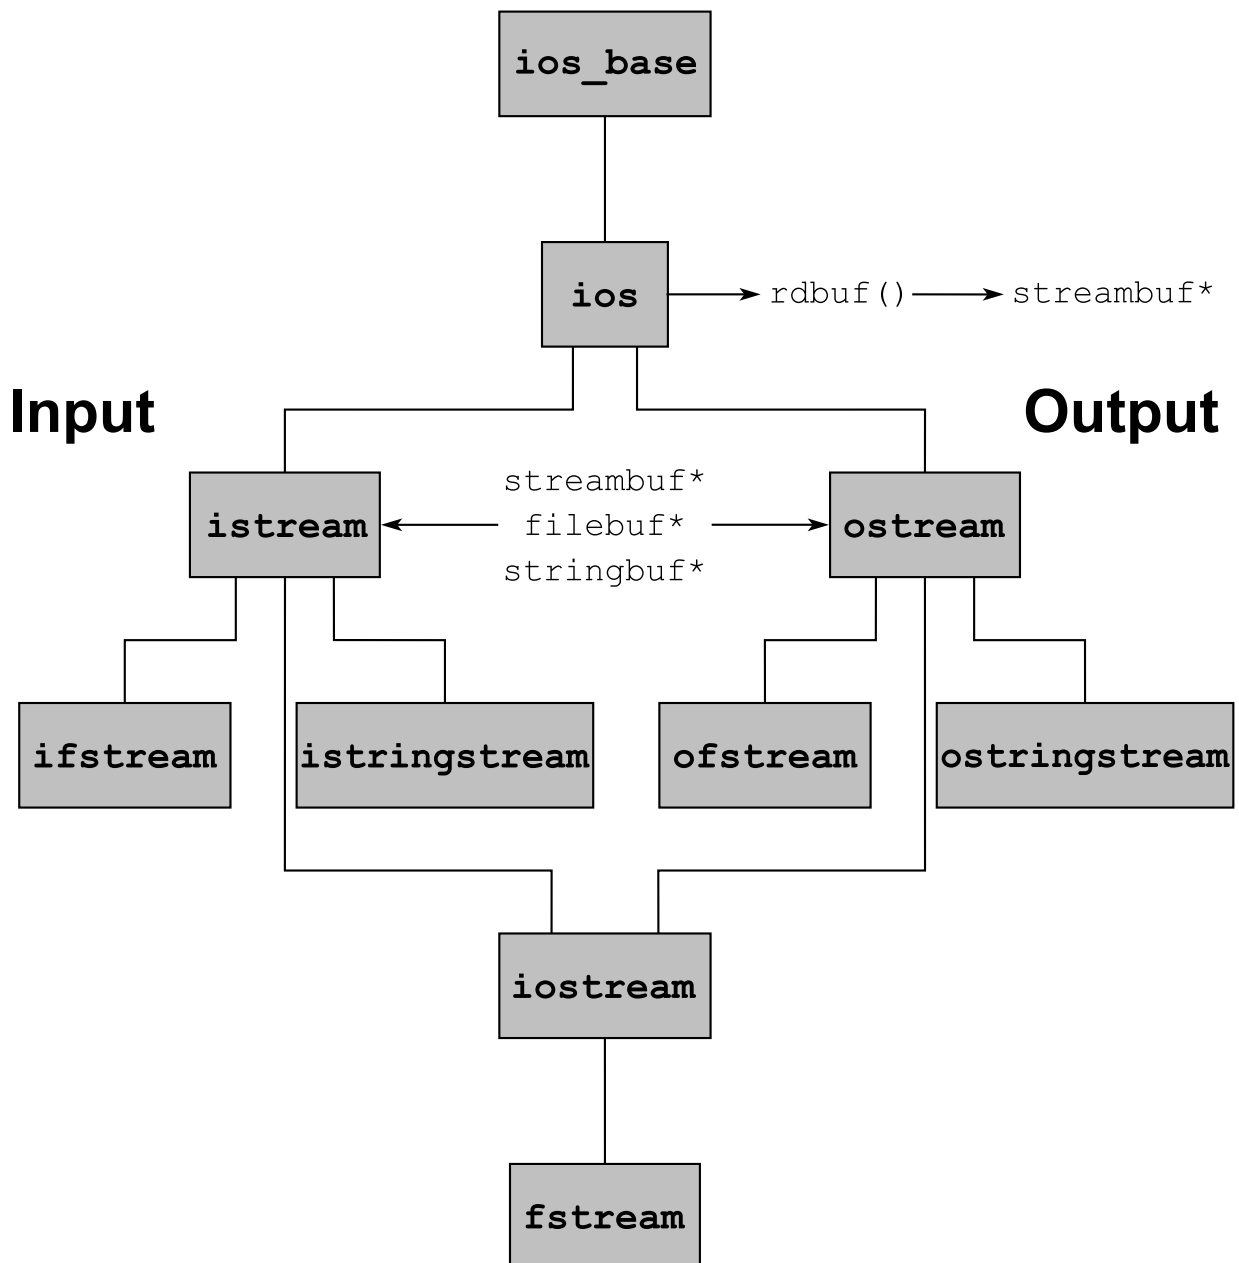 ios_base
ios
rdbuf()
streambuf*
Input
Output
streambuf*
istream
filebuf*
ostream
stringbuf*
ifstream
istringstream
ofstream
ostringstream
iostream
fstream